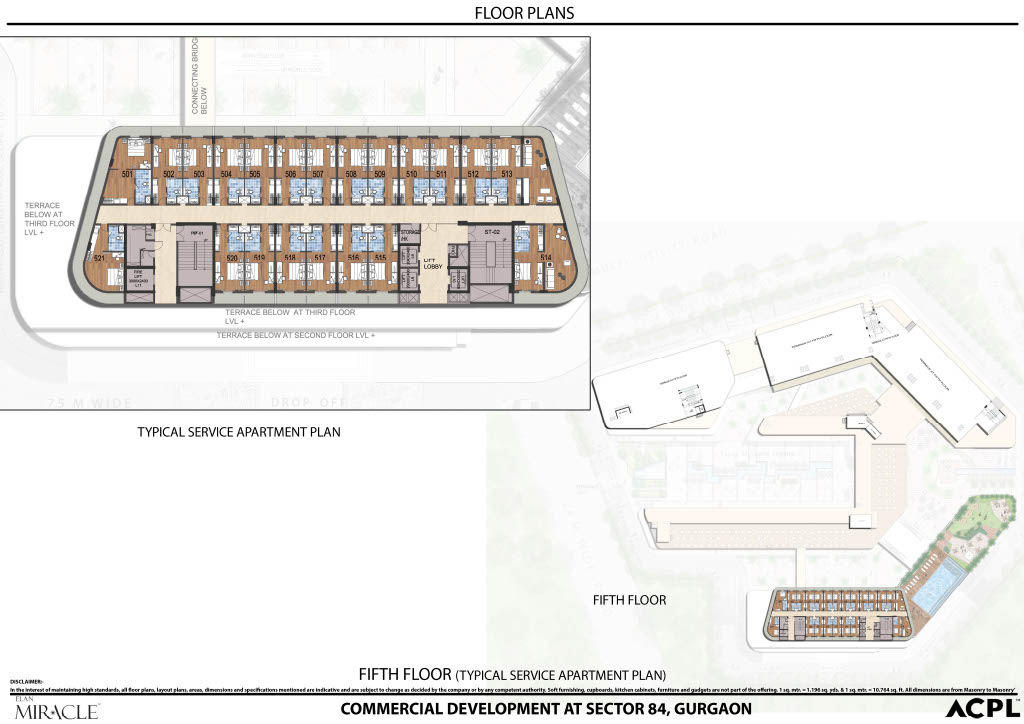 FLOOR PLANS
CONNECTING BRIDGE
BELOW
501 502 503 504 505 506 507 508 509 510 511 512 513
TERRACE
BELOW AT
THIRD FLOOR
LVL +
STORAGE
ST-02
LIFT
LOBBY
521 520 519 518 517 516 515 514
FIRE
LIFT
TERRACE BELOW AT THIRD FLOOR
LVL +
TERRACE BELOW AT SECOND FLOOR LVL +
7.5 M WIDE DROP OFF
TYPICAL SERVICE APARTMENT PLAN
FIFTH FLOOR
FIFTH FLOOR (TYPICAL SERVICE APARTMENT PLAN)
DISCLAIMER:-
In the interest of maintaining high standards, all floor plans, layout plans, areas, dimensions and specifications mentioned are indicative and are subject to change as decided by the company or by any competent authority. Soft furnishing, cupboards, kitchen cabinets, furniture and gadgets are not part of the offering. 1 sq. mtr. = 1.196 sq. yds. & 1 sq. mtr. = 10.764 sq. ft. All dimensions are from Masonry to Masonry'
ELAN
MIRACLE
COMMERCIAL DEVELOPMENT AT SECTOR 84, GURGAON
ACPL